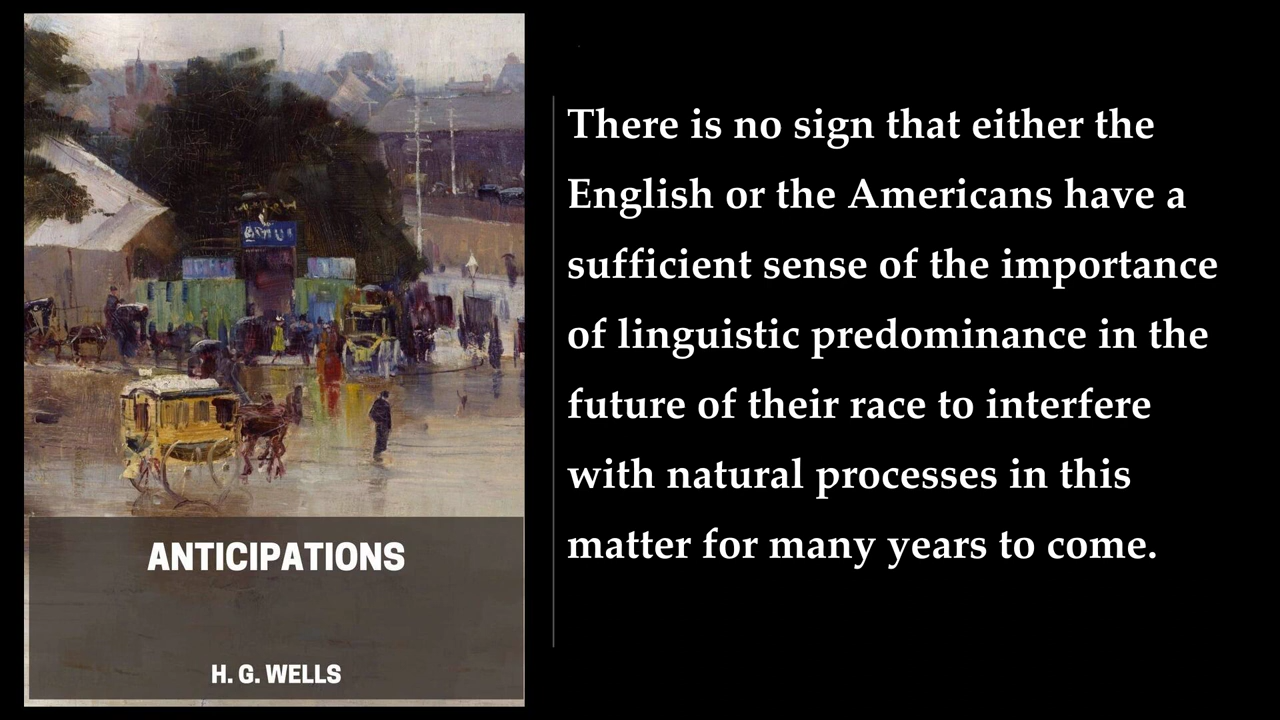 ANTICIPATIONS
H. G. WELLS
There is no sign that either the
English or the Americans have a
sufficient sense of the importance
of linguistic predominance in the
future of their race to interfere
with natural processes in this
matter for many years to come.